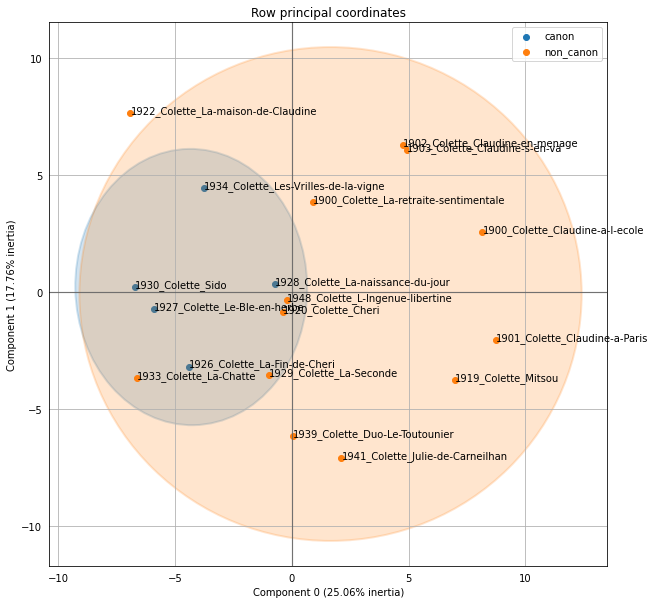 Row principal coordinates
canon
non_canon
10
5
0
−5
−10
1922_Colette_La-maison-de-Claudine
1902_Colette_Claudine-en-menage
1903_Colette_Claudine-s-en-va
1934_Colette_Les-Vrilles-de-la-vigne
1900_Colette_La-retraite-sentimentale
1900_Colette_Claudine-a-l-ecole
1928_Colette_La-naissance-du-jour
1930_Colette_Sido
1948_Colette_L-Ingenue-libertine
1927_Colette_Le-Ble-en-herbe
1920_Colette_Cheri
1901_Colette_Claudine-a-Paris
1926_Colette_La-Fin-de-Cheri
1929_Colette_La-Seconde
1933_Colette_La-Chatte
1919_Colette_Mitsou
1939_Colette_Duo-Le-Toutounier
1941_Colette_Julie-de-Carneilhan
−10
−5
0
5
10
Component 0 (25.06% inertia)
Component 1 (17.76% inertia)